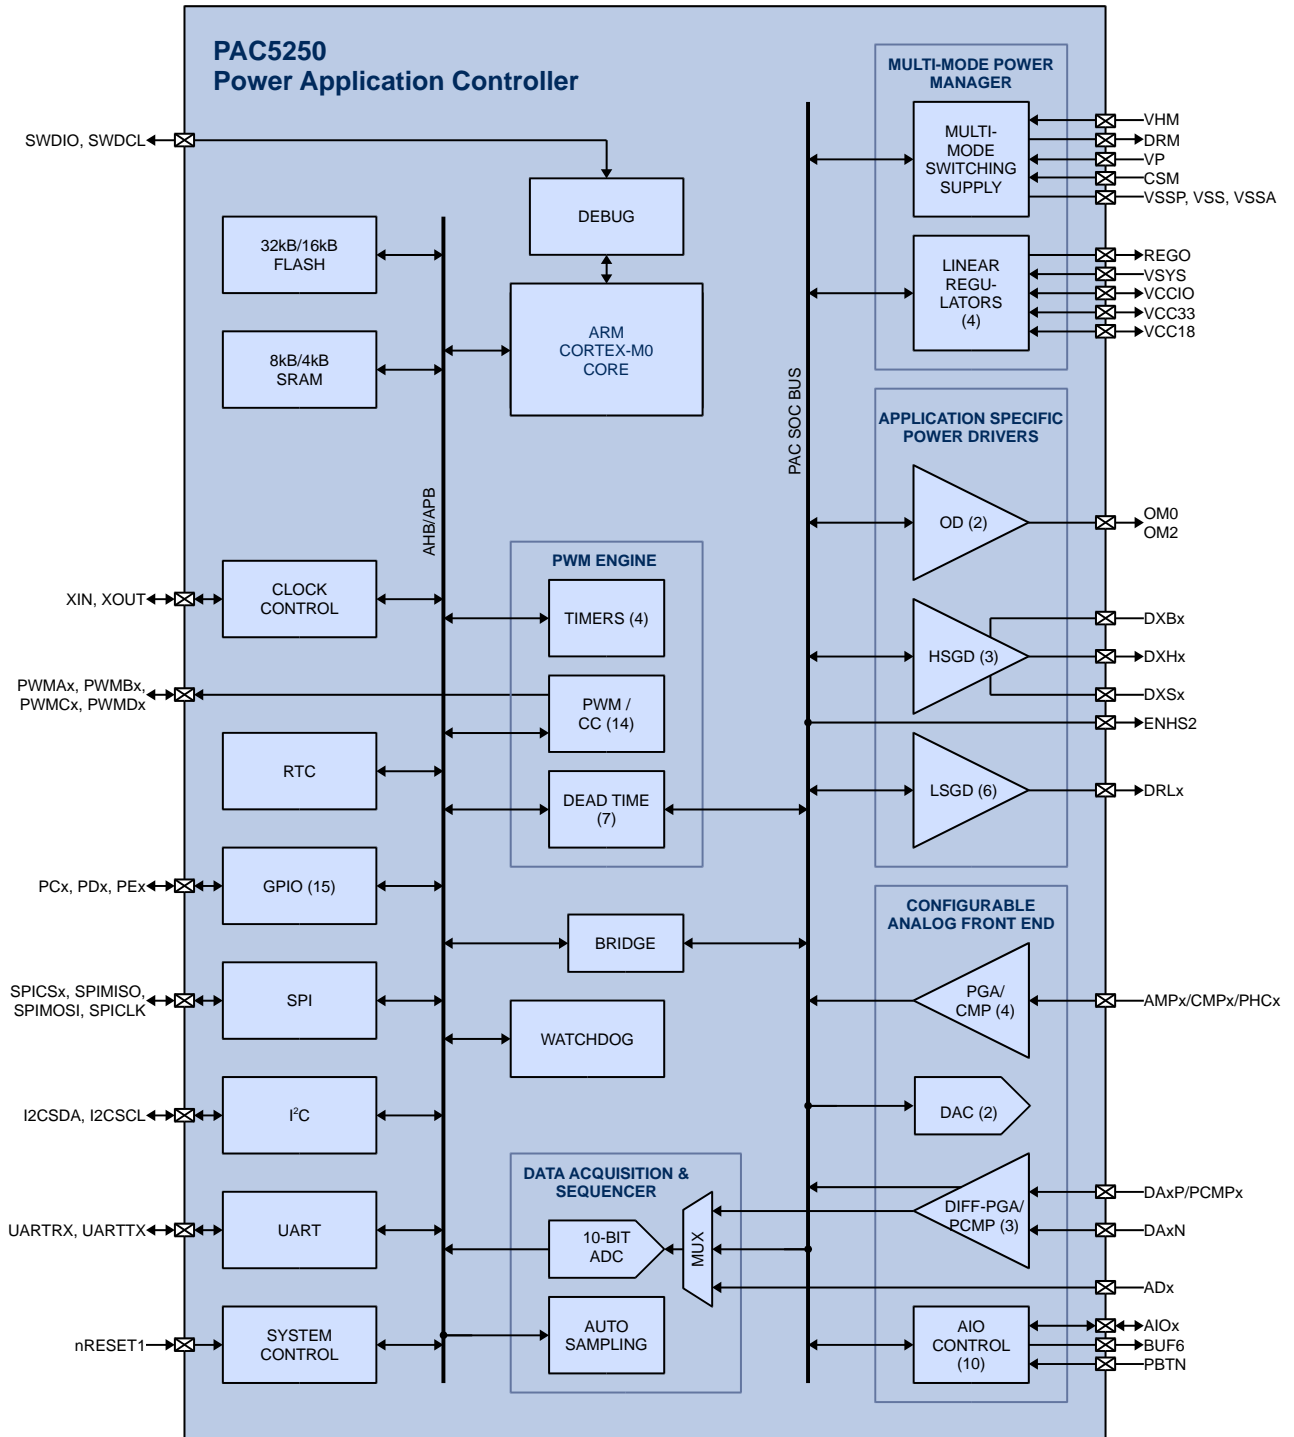 PAC5250
Power Application Controller
SWDIO, SWDCL
DEBUG
32kB/16kB
FLASH
8kB/4kB
SRAM
ARM
CORTEX-M0
CORE
AHB/APB
PAC SOC BUS
XIN, XOUT
CLOCK
CONTROL
PWM ENGINE
TIMERS (4)
PWMAx, PWMBx,
PWMCx, PWMDx
PWM /
CC (14)
RTC
DEAD TIME
(7)
PCx, PDx, PEx
GPIO (15)
BRIDGE
SPICSx, SPIMISO,
SPIMOSI, SPICLK
SPI
WATCHDOG
I2CSDA, I2CSCL
I²C
DATA ACQUISITION &
SEQUENCER
UARTRX, UARTTX
UART
10-BIT
ADC
MUX
nRESET1
SYSTEM
CONTROL
AUTO
SAMPLING
MULTI-MODE POWER
MANAGER
MULTI-
MODE
SWITCHING
SUPPLY
VHM
DRM
VP
CSM
VSSP, VSS, VSSA
LINEAR
REGU-
LATORS
(4)
REGO
VSYS
VCCIO
VCC33
VCC18
APPLICATION SPECIFIC
POWER DRIVERS
OD (2)
OM0
OM2
HSGD (3)
DXBx
DXHx
DXSx
ENHS2
LSGD (6)
DRLx
CONFIGURABLE
ANALOG FRONT END
PGA/
CMP (4)
AMPx/CMPx/PHCx
DAC (2)
DIFF-PGA/
PCMP (3)
DAxP/PCMPx
DAxN
ADx
AIO
CONTROL
(10)
AIOx
BUF6
PBTN